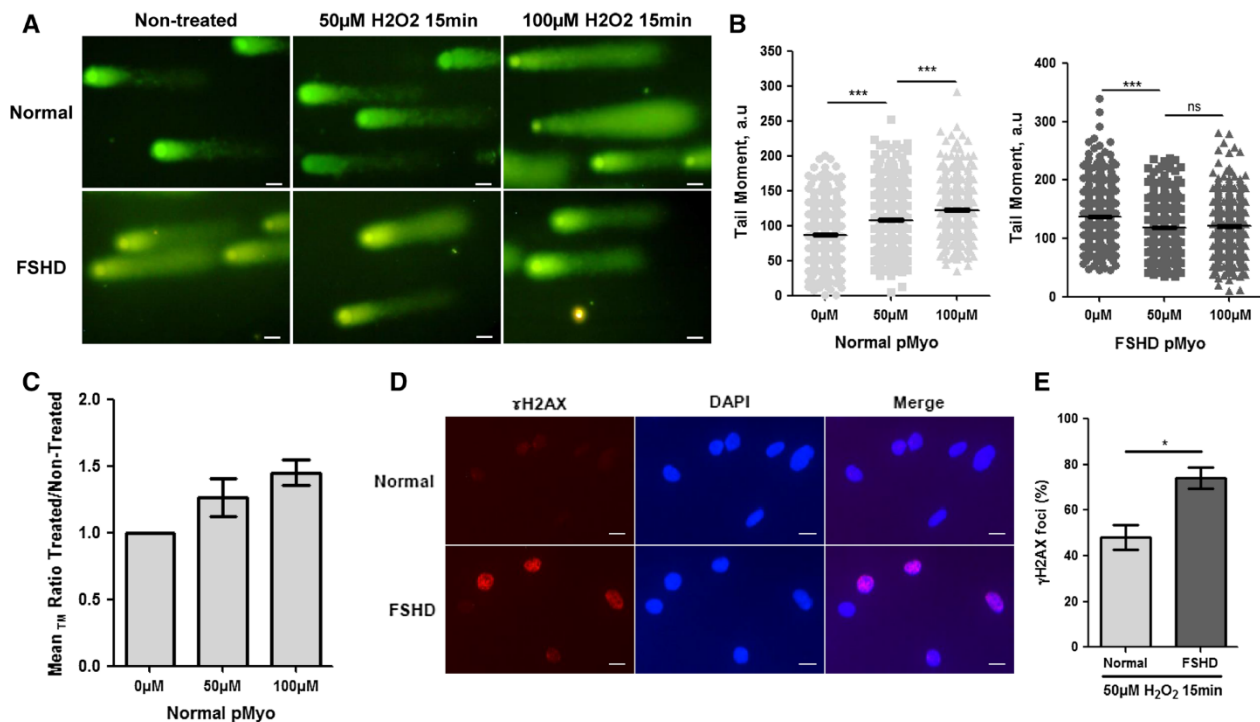 A
Non-treated
50µM H2O2 15min
100µM H2O2 15min
Normal
FSHD
B
Tail Moment, a.u
350
300
250
200
150
100
50
0
***
***
0µM
50µM
100µM
Normal pMyo
Tail Moment, a.u
400
300
200
100
0
***
ns
0µM
50µM
100µM
FSHD pMyo
C
Mean TM Ratio Treated/Non-Treated
2.0
1.5
1.0
0.5
0.0
0µM
50µM
100µM
Normal pMyo
D
ɤH2AX
DAPI
Merge
Normal
FSHD
E
γH2AX foci (%)
100
80
60
40
20
0
*
Normal
FSHD
50µM H₂O₂ 15min